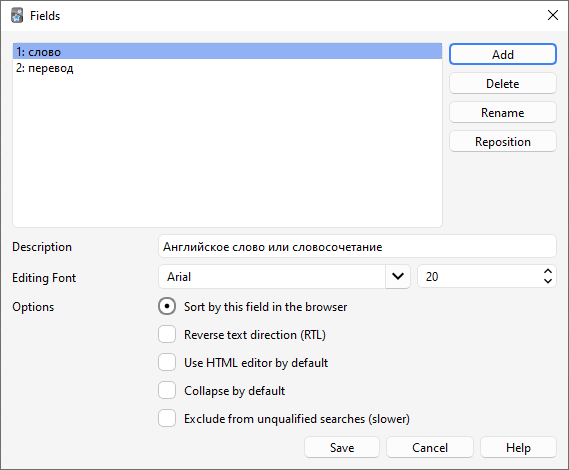 Fields
1: слово
2: перевод
Add
Delete
Rename
Reposition
Description
Английское слово или словосочетание
Editing Font
Arial
20
Options
Sort by this field in the browser
Reverse text direction (RTL)
Use HTML editor by default
Collapse by default
Exclude from unqualified searches (slower)
Save
Cancel
Help